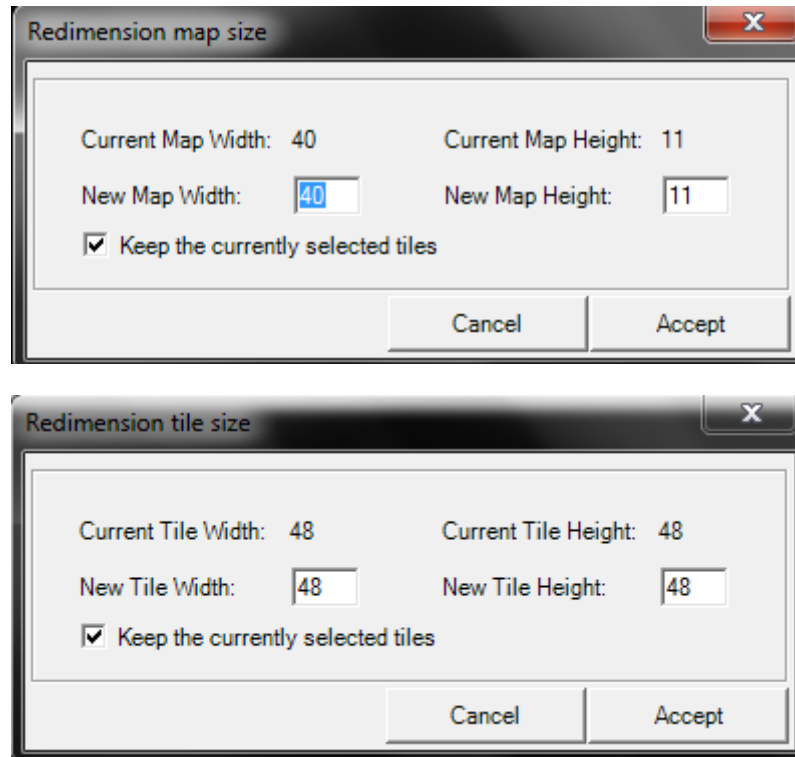 Redimension map size
Current Map Width: 40 Current Map Height: 11
New Map Width: 40 New Map Height: 11
Keep the currently selected tiles
Cancel Accept
Redimension tile size
Current Tile Width: 48 Current Tile Height: 48
New Tile Width: 48 New Tile Height: 48
Keep the currently selected tiles
Cancel Accept